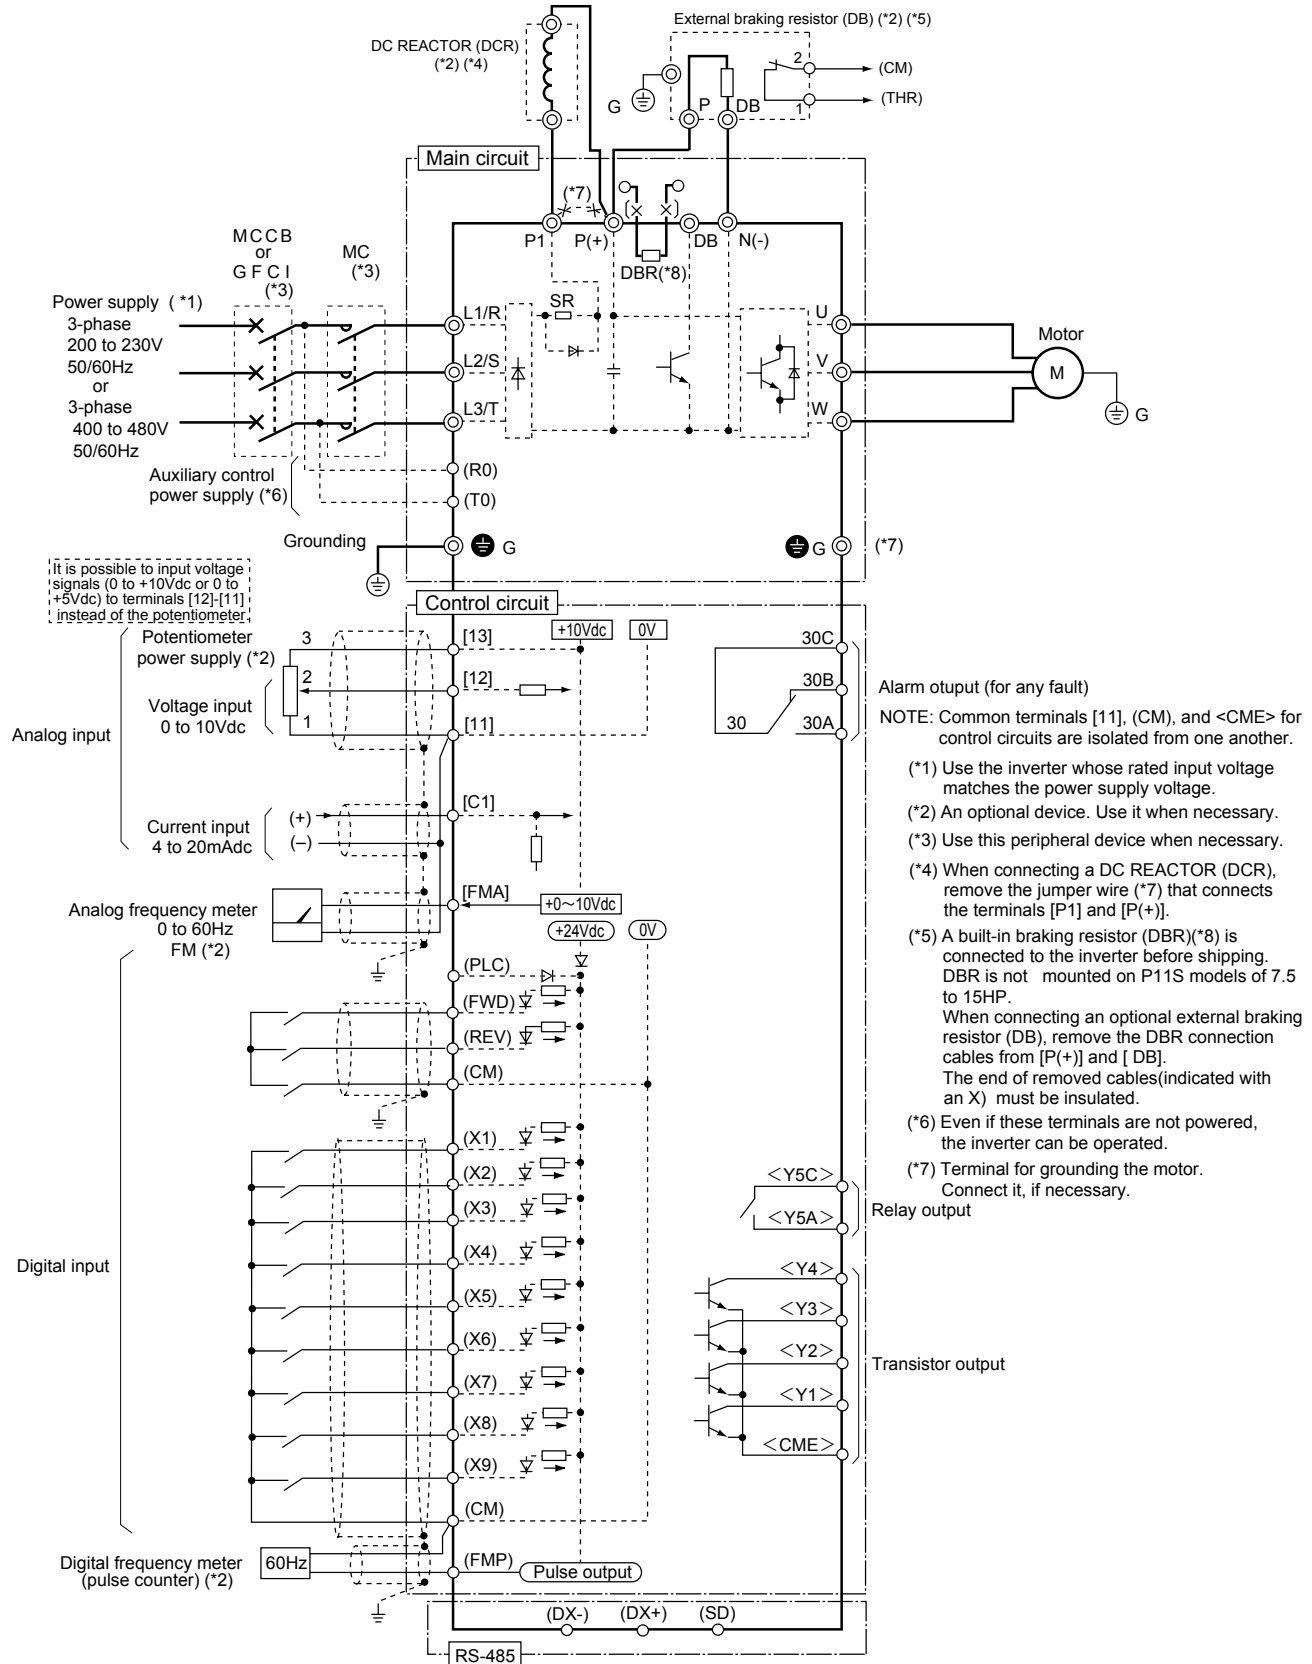 DC REACTOR (DCR)
(*2) (*4)
External braking resistor (DB) (*2) (*5)
2
(CM)
1
(THR)
G
P
DB
Main circuit
(*7)
P1
P(+)
DB
N(-)
DBR(*8)
MCCB
or
GFCI
(*3)
MC
(*3)
Power supply (*1)
3-phase
200 to 230V
50/60Hz
or
3-phase
400 to 480V
50/60Hz
L1/R
L2/S
L3/T
SR
U
V
W
Motor
M
G
Auxiliary control
power supply (*6)
(R0)
(T0)
Grounding
G
G
(*7)
It is possible to input voltage
signals (0 to +10Vdc or 0 to
+5Vdc) to terminals [12]-[11]
instead of the potentiometer
Control circuit
Potentiometer
power supply (*2)
3
2
1
Voltage input
0 to 10Vdc
Analog input
[13]
[12]
[11]
+10Vdc
0V
30C
30B
30
30A
Alarm otuput (for any fault)
Current input
4 to 20mAdc
(+)
(–)
[C1]
Analog frequency meter
0 to 60Hz
FM (*2)
[FMA]
+0～10Vdc
+24Vdc
0V
(PLC)
(FWD)
(REV)
(CM)
Digital input
(X1)
(X2)
(X3)
(X4)
(X5)
(X6)
(X7)
(X8)
(X9)
(CM)
Digital frequency meter
(pulse counter) (*2)
60Hz
(FMP)
Pulse output
<Y5C>
<Y5A>
Relay output
<Y4>
<Y3>
<Y2>
<Y1>
<CME>
Transistor output
(DX-)
(DX+)
(SD)
RS-485
NOTE: Common terminals [11], (CM), and <CME> for
control circuits are isolated from one another.
(*1) Use the inverter whose rated input voltage
matches the power supply voltage.
(*2) An optional device. Use it when necessary.
(*3) Use this peripheral device when necessary.
(*4) When connecting a DC REACTOR (DCR),
remove the jumper wire (*7) that connects
the terminals [P1] and [P(+)].
(*5) A built-in braking resistor (DBR)(*8) is
connected to the inverter before shipping.
DBR is not mounted on P11S models of 7.5
to 15HP.
When connecting an optional external braking
resistor (DB), remove the DBR connection
cables from [P(+)] and [ DB].
The end of removed cables(indicated with
an X) must be insulated.
(*6) Even if these terminals are not powered,
the inverter can be operated.
(*7) Terminal for grounding the motor.
Connect it, if necessary.